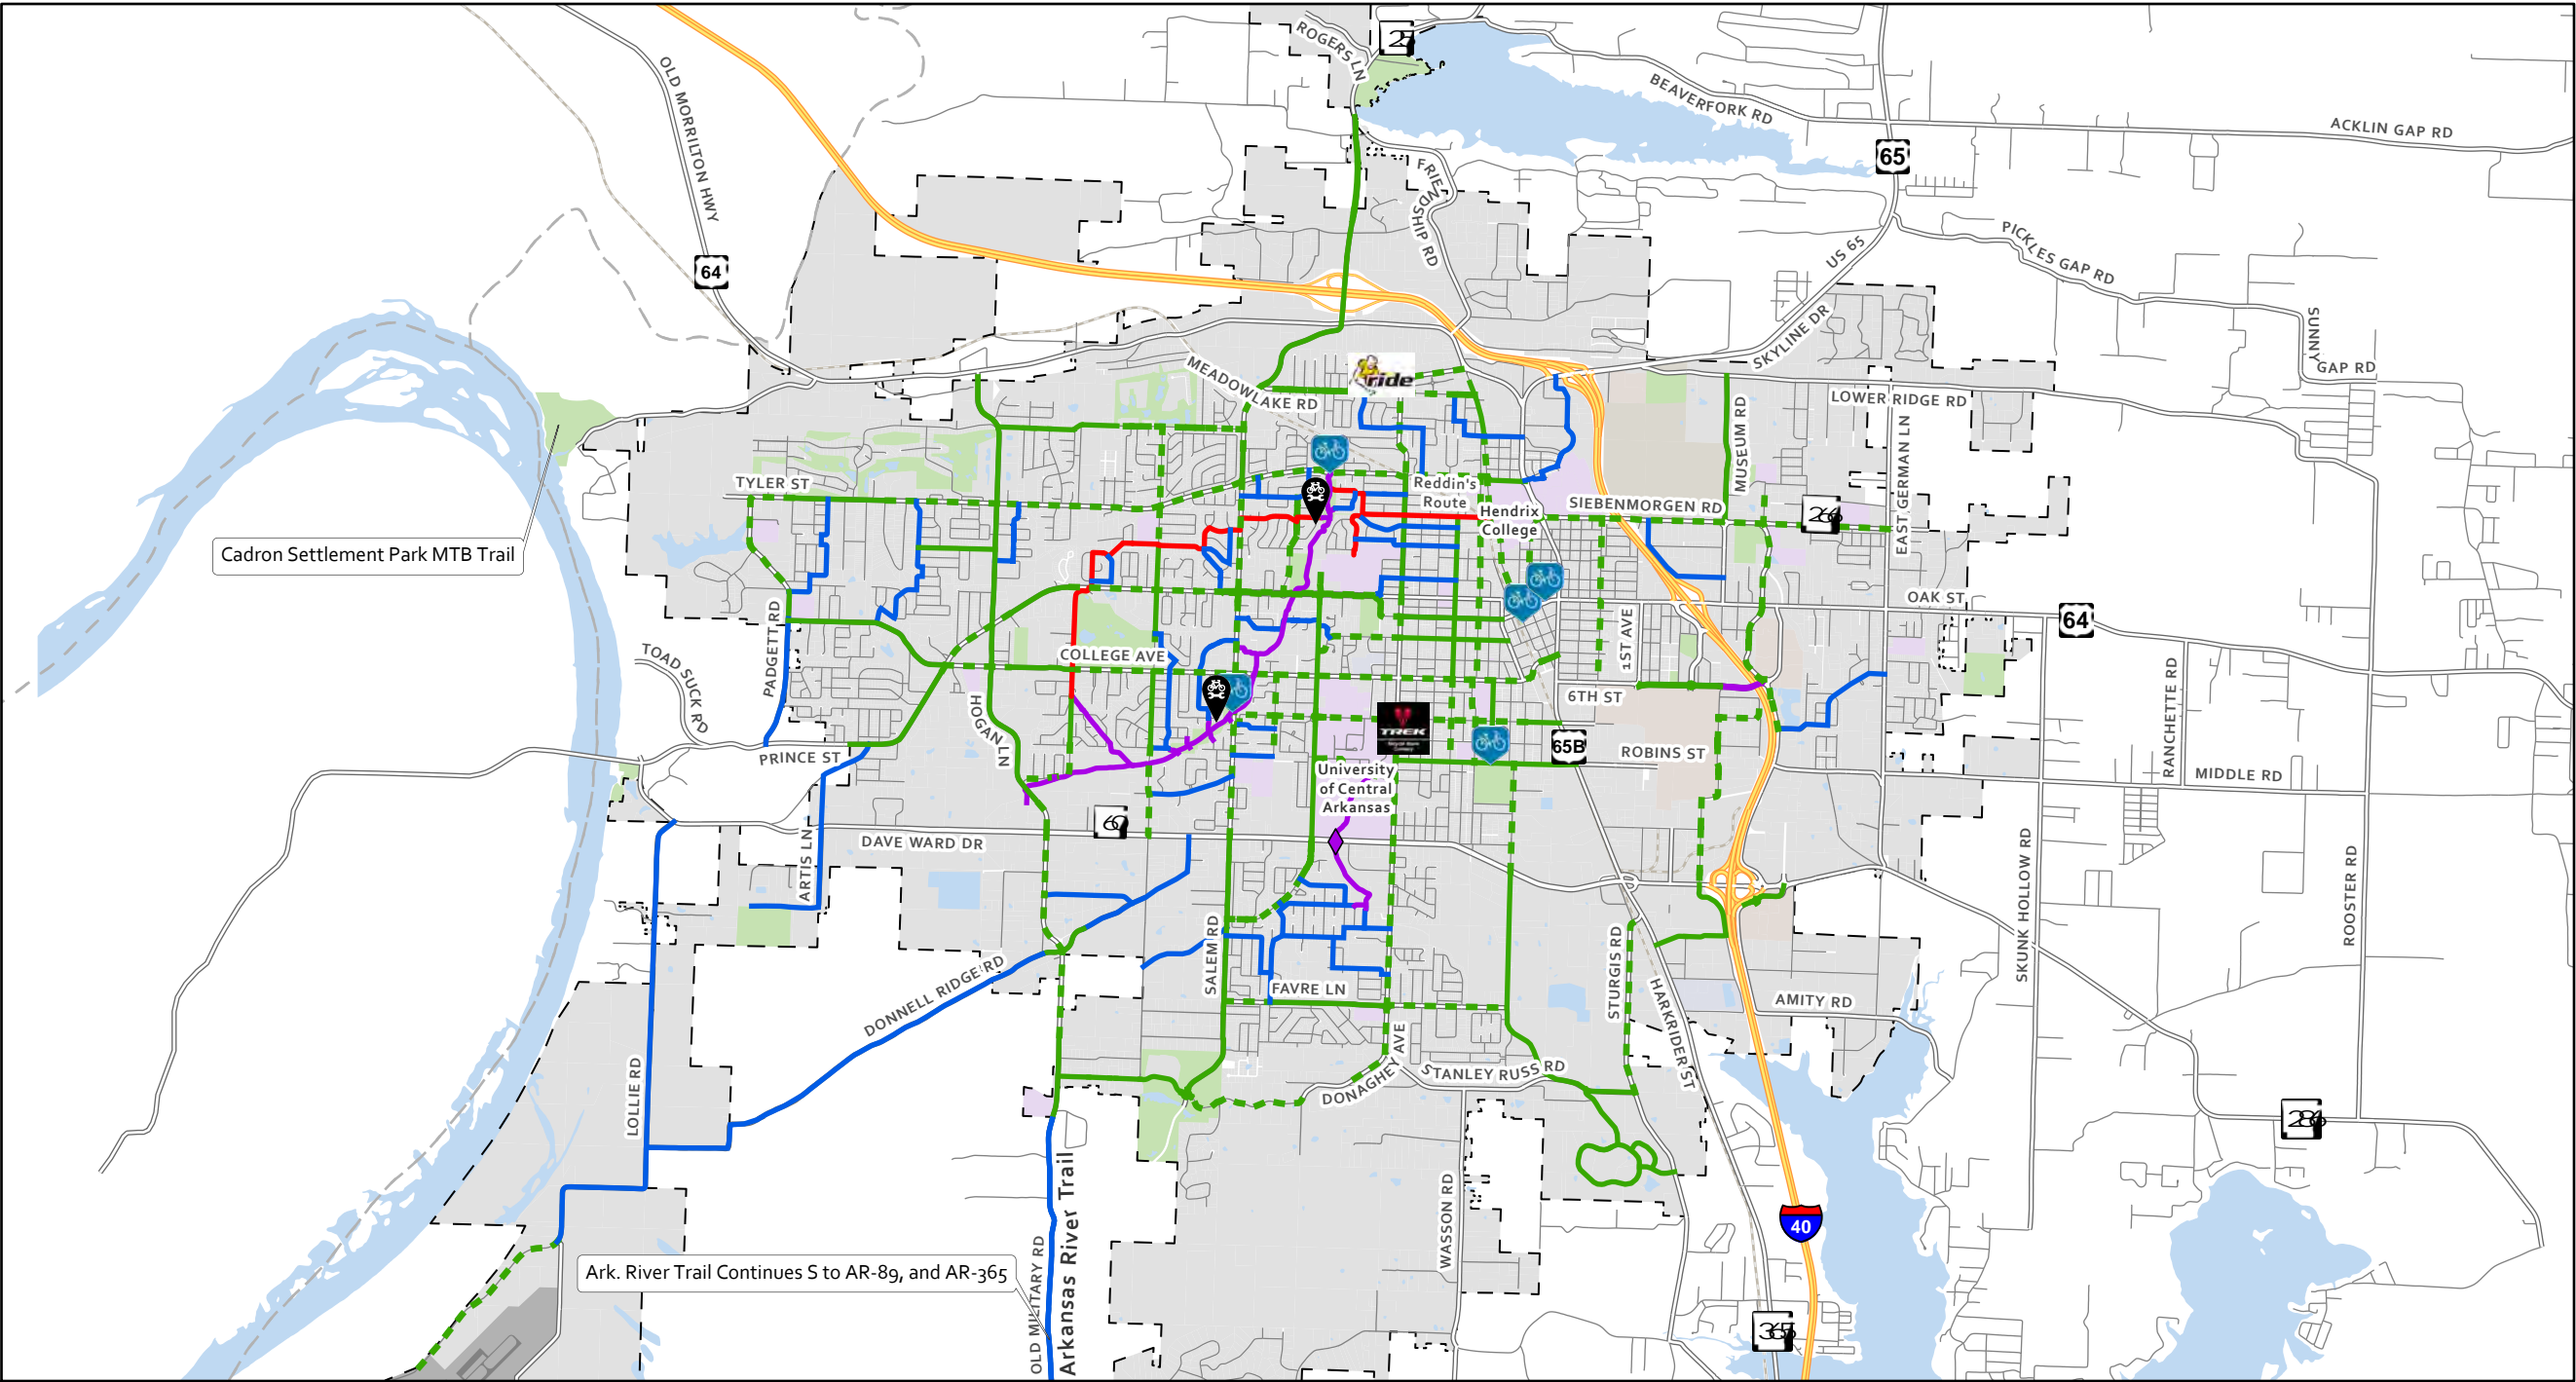 ROGERS LN
25
OLD MORRILTON HWY
BEAVERFORK RD
ACKLIN GAP RD
65
FRIENDSHIP RD
US 65
PICKLES GAP RD
64
SKYLINE DR
SUNNY GAP RD
MEADOWLAKE RD
ride
LOWER RIDGE RD
MUSEUM RD
EAST GERMAN LN
TYLER ST
Reddin's
Route
Hendrix
College
SIEBENMORGEN RD
266
Cadron Settlement Park MTB Trail
OAK ST
64
PADGETT RD
1ST AVE
TOAD SUCK RD
COLLEGE AVE
RANCHETTE RD
6TH ST
HOGAN LN
TREK
65B
ROBINS ST
PRINCE ST
University
of Central
Arkansas
MIDDLE RD
60
DAVE WARD DR
ARTIS LN
SKUNK HOLLOW RD
ROOSTER RD
SALEM RD
STURGIS RD
DONNELL RIDGE RD
FAVRE LN
HARKRIDER ST
AMITY RD
LOLLIE RD
DONAGHEY AVE
STANLEY RUSS RD
286
OLD MILITARY RD
Arkansas River Trail
WASSON RD
40
Ark. River Trail Continues S to AR-89, and AR-365
365